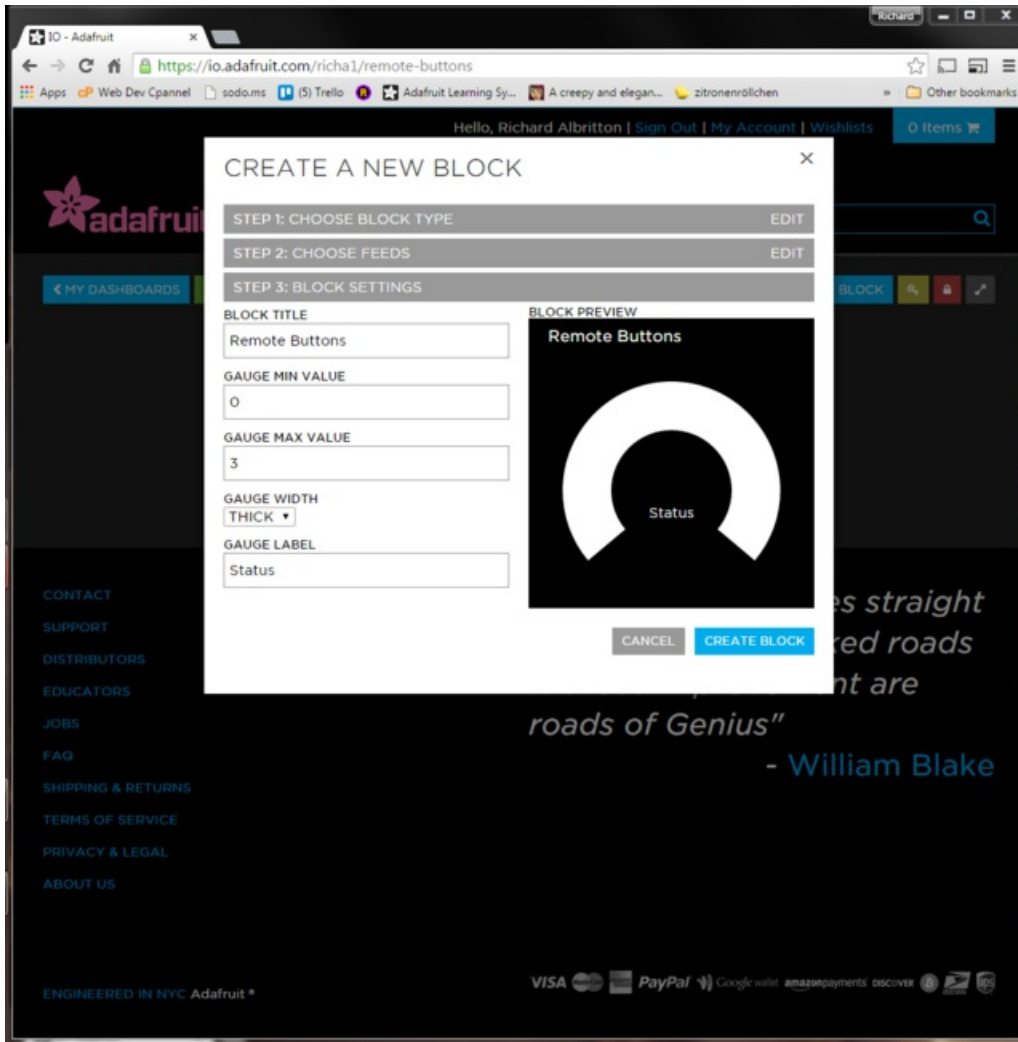 Richard
IO - Adafruit
https://io.adafruit.com/richa1/remote-buttons
Apps
cP Web Dev Cpannel
sodo.ms
(5) Trello
Adafruit Learning Sy...
A creepy and elegan...
zitronenröllchen
»
Other bookmarks
Hello, Richard Albritton | Sign Out | My Account | Wishlists
0 Items
adafrui
CREATE A NEW BLOCK
STEP 1: CHOOSE BLOCK TYPE EDIT
STEP 2: CHOOSE FEEDS EDIT
MY DASHBOARDS
BLOCK
STEP 3: BLOCK SETTINGS
BLOCK TITLE
Remote Buttons
GAUGE MIN VALUE
0
GAUGE MAX VALUE
3
GAUGE WIDTH
THICK
GAUGE LABEL
Status
BLOCK PREVIEW
Remote Buttons
Status
CANCEL
CREATE BLOCK
CONTACT
SUPPORT
DISTRIBUTORS
EDUCATORS
JOBS
FAQ
SHIPPING & RETURNS
TERMS OF SERVICE
PRIVACY & LEGAL
ABOUT US
es straight
ked roads
nt are
roads of Genius"
- William Blake
ENGINEERED IN NYC Adafruit ®
VISA
PayPal
Google wallet
amazonpayments
DISCOVER
ups